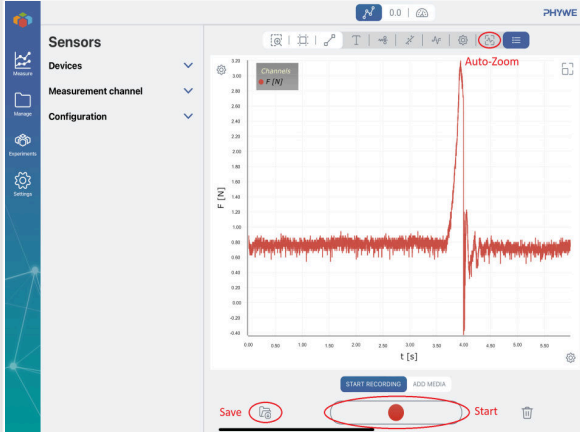 0.0
PHYWE
Sensors
Devices
Measurement channel
Configuration
Measure
Manage
Experiments
Settings
T
Auto-Zoom
Channels
F [N]
F [N]
3.20
3.00
2.80
2.60
2.40
2.20
2.00
1.80
1.60
1.40
1.20
1.00
0.80
0.60
0.40
0.20
0.00
-0.20
-0.40
0.00 0.50 1.00 1.50 2.00 2.50 3.00 3.50 4.00 4.50 5.00 5.50
t [s]
START RECORDING ADD MEDIA
Save
Start